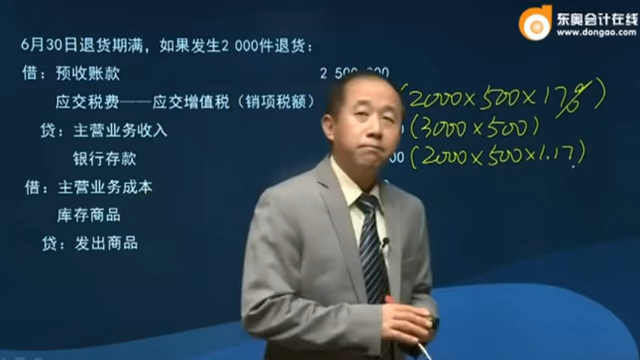 东奥会计在线
www.dongao.com
6月30日退货期满，如果发生2 000件退货：
借：预收账款 2 500 000
应交税费——应交增值税（销项税额） (2000×500×17%)
贷：主营业务收入 (3000×500)
银行存款 00(2000×500×1.17)
借：主营业务成本
库存商品
贷：发出商品